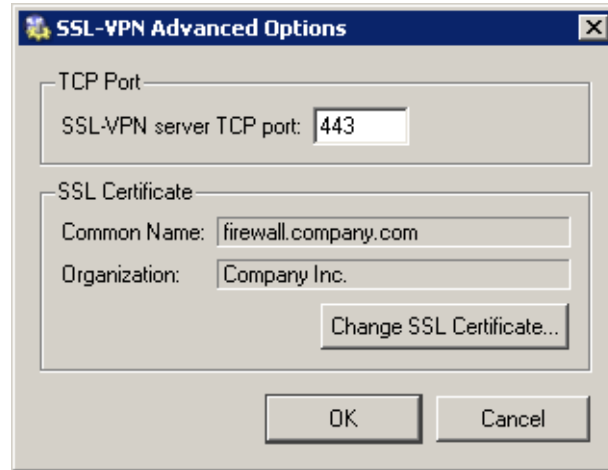 SSL-VPN Advanced Options
TCP Port
SSL-VPN server TCP port: 443
SSL Certificate
Common Name: firewall.company.com
Organization: Company Inc.
Change SSL Certificate...
OK Cancel